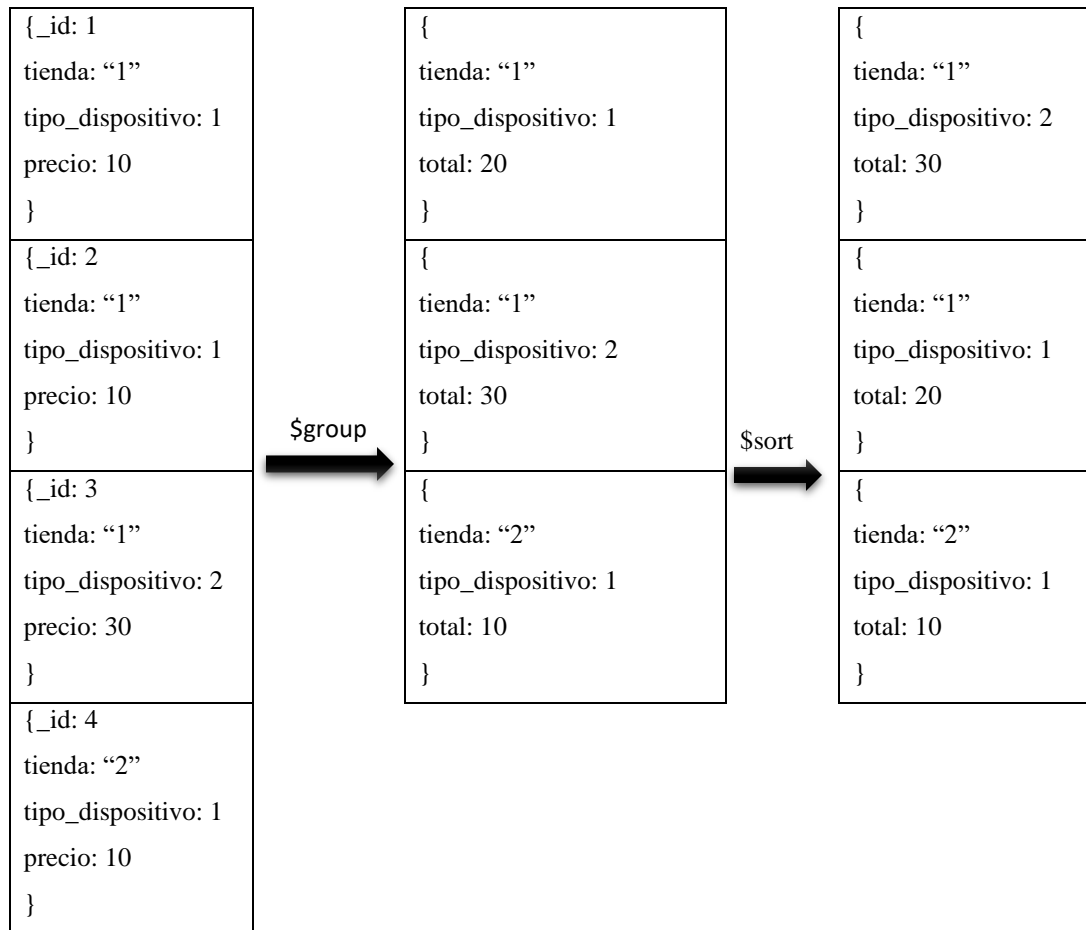 {_id: 1
tienda: “1”
tipo_dispositivo: 1
precio: 10
}
{_id: 2
tienda: “1”
tipo_dispositivo: 1
precio: 10
}
{_id: 3
tienda: “1”
tipo_dispositivo: 2
precio: 30
}
{_id: 4
tienda: “2”
tipo_dispositivo: 1
precio: 10
}
$group
{
tienda: “1”
tipo_dispositivo: 1
total: 20
}
{
tienda: “1”
tipo_dispositivo: 2
total: 30
}
{
tienda: “2”
tipo_dispositivo: 1
total: 10
}
$sort
{
tienda: “1”
tipo_dispositivo: 2
total: 30
}
{
tienda: “1”
tipo_dispositivo: 1
total: 20
}
{
tienda: “2”
tipo_dispositivo: 1
total: 10
}